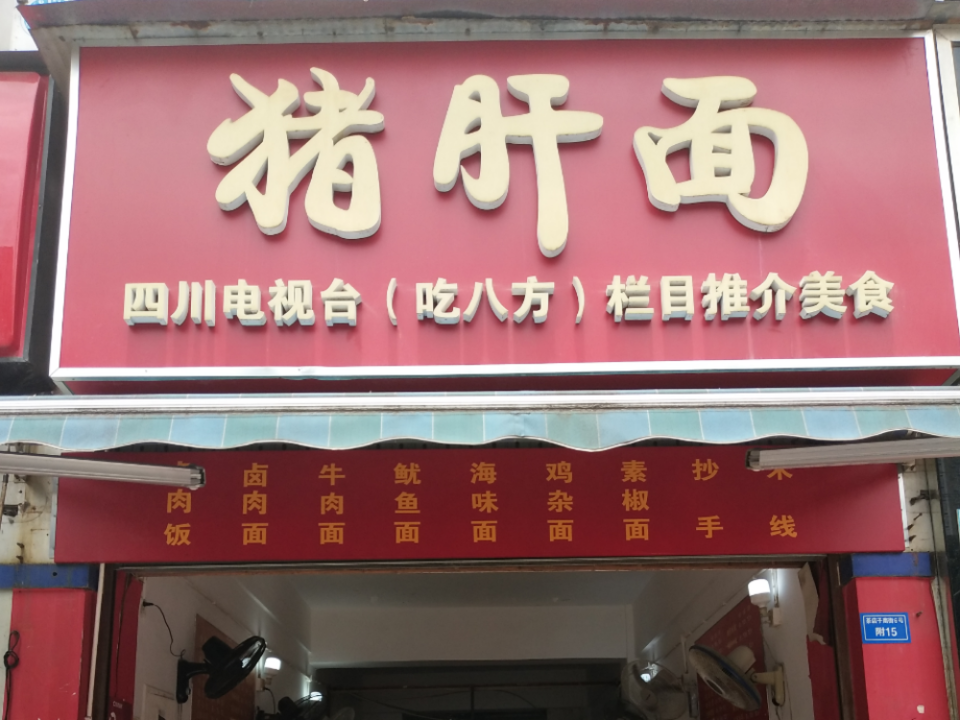 猪肝面
四川电视台（吃八方）栏目推介美食
肉饭
卤肉面
牛肉面
鱿鱼面
海味面
鸡杂面
素椒面
抄手
米线
附15